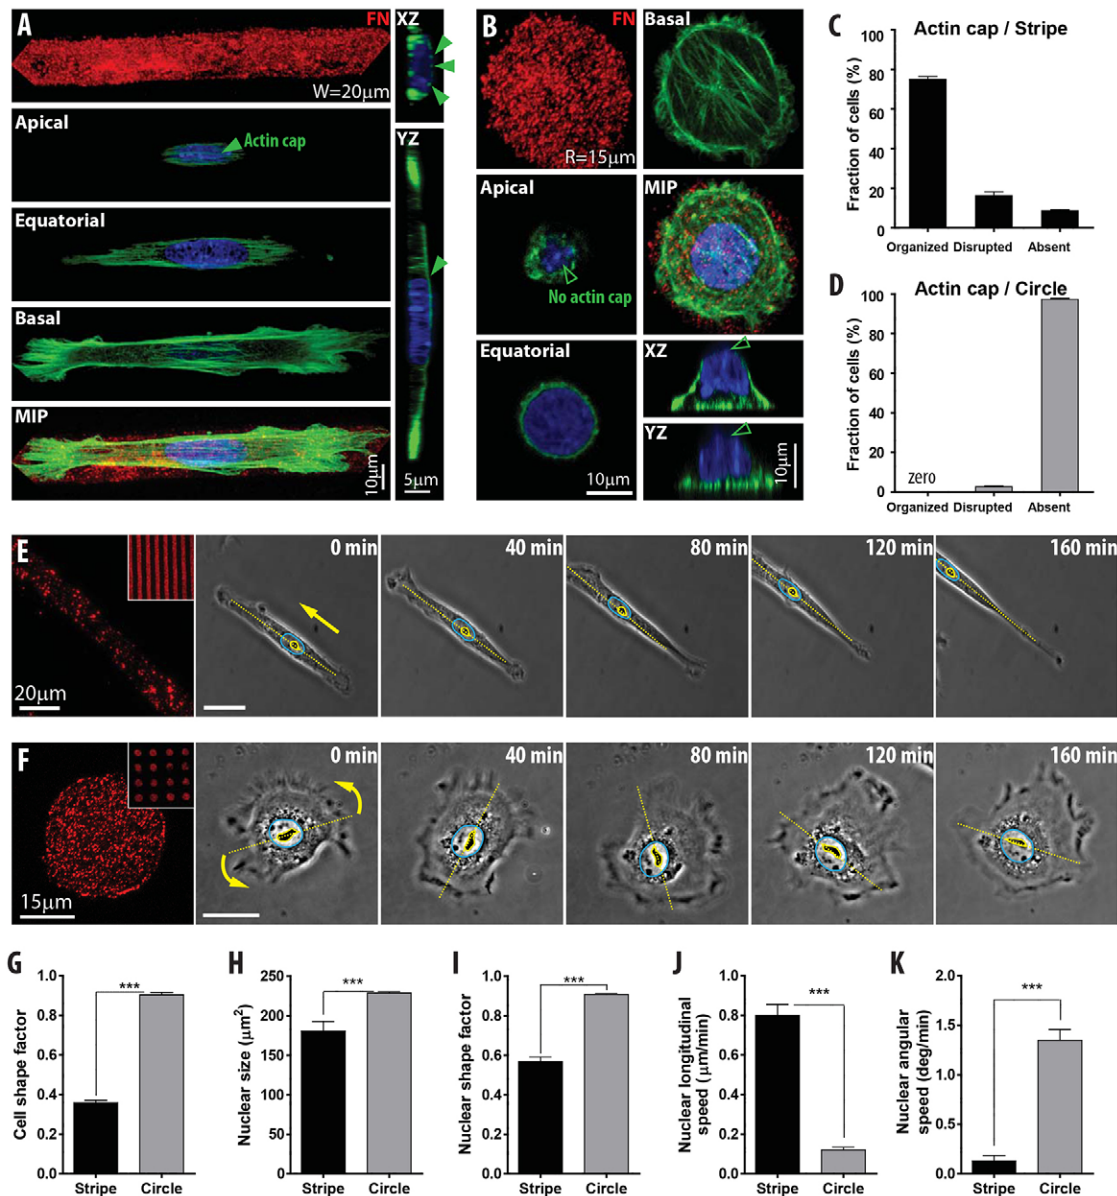 A
FN
W=20μm
Apical
Actin cap
Equatorial
Basal
MIP
10μm
XZ
YZ
5μm
B
FN
R=15μm
Basal
Apical
No actin cap
MIP
Equatorial
10μm
XZ
YZ
10μm
C
Actin cap / Stripe
Fraction of cells (%)
100
80
60
40
20
0
Organized Disrupted Absent
D
Actin cap / Circle
Fraction of cells (%)
100
80
60
40
20
0
zero
Organized Disrupted Absent
E
20μm
0 min
40 min
80 min
120 min
160 min
F
15μm
0 min
40 min
80 min
120 min
160 min
G
Cell shape factor
1.0
0.8
0.6
0.4
0.2
0.0
***
Stripe Circle
H
Nuclear size (μm²)
250
200
150
100
50
0
***
Stripe Circle
I
Nuclear shape factor
1.0
0.8
0.6
0.4
0.2
0.0
***
Stripe Circle
J
Nuclear longitudinal
speed (μm/min)
1.0
0.8
0.6
0.4
0.2
0.0
***
Stripe Circle
K
Nuclear angular
speed (deg/min)
2.0
1.5
1.0
0.5
0.0
***
Stripe Circle